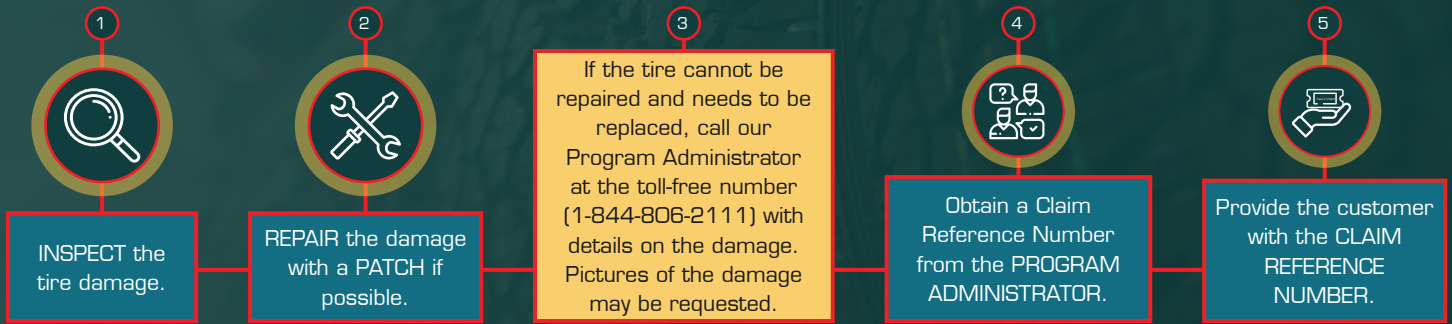 1
INSPECT the
tire damage.
2
REPAIR the damage
with a PATCH if
possible.
3
If the tire cannot be
repaired and needs to be
replaced, call our
Program Administrator
at the toll-free number
(1-844-806-2111) with
details on the damage.
Pictures of the damage
may be requested.
4
?
Obtain a Claim
Reference Number
from the PROGRAM
ADMINISTRATOR.
5
Provide the customer
with the CLAIM
REFERENCE
NUMBER.